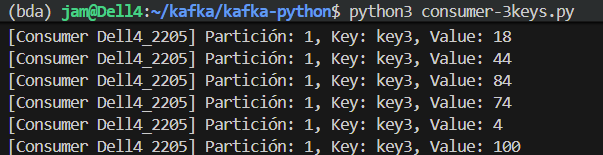 (bda) jam@Dell4:~/kafka/kafka-python$ python3 consumer-3keys.py
[Consumer Dell4_2205] Partición: 1, Key: key3, Value: 18
[Consumer Dell4_2205] Partición: 1, Key: key3, Value: 44
[Consumer Dell4_2205] Partición: 1, Key: key3, Value: 84
[Consumer Dell4_2205] Partición: 1, Key: key3, Value: 74
[Consumer Dell4_2205] Partición: 1, Key: key3, Value: 4
[Consumer Dell4_2205] Partición: 1, Key: key3, Value: 100